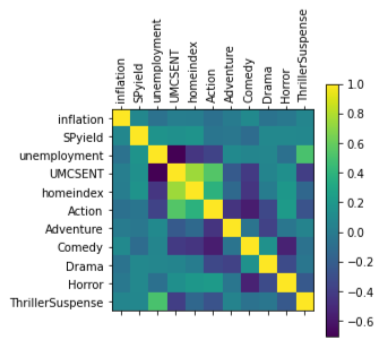 inflation
SPyield
unemployment
UMCSENT
homeindex
Action
Adventure
Comedy
Drama
Horror
ThrillerSuspense
inflation
SPyield
unemployment
UMCSENT
homeindex
Action
Adventure
Comedy
Drama
Horror
ThrillerSuspense
1.0
0.8
0.6
0.4
0.2
0.0
−0.2
−0.4
−0.6